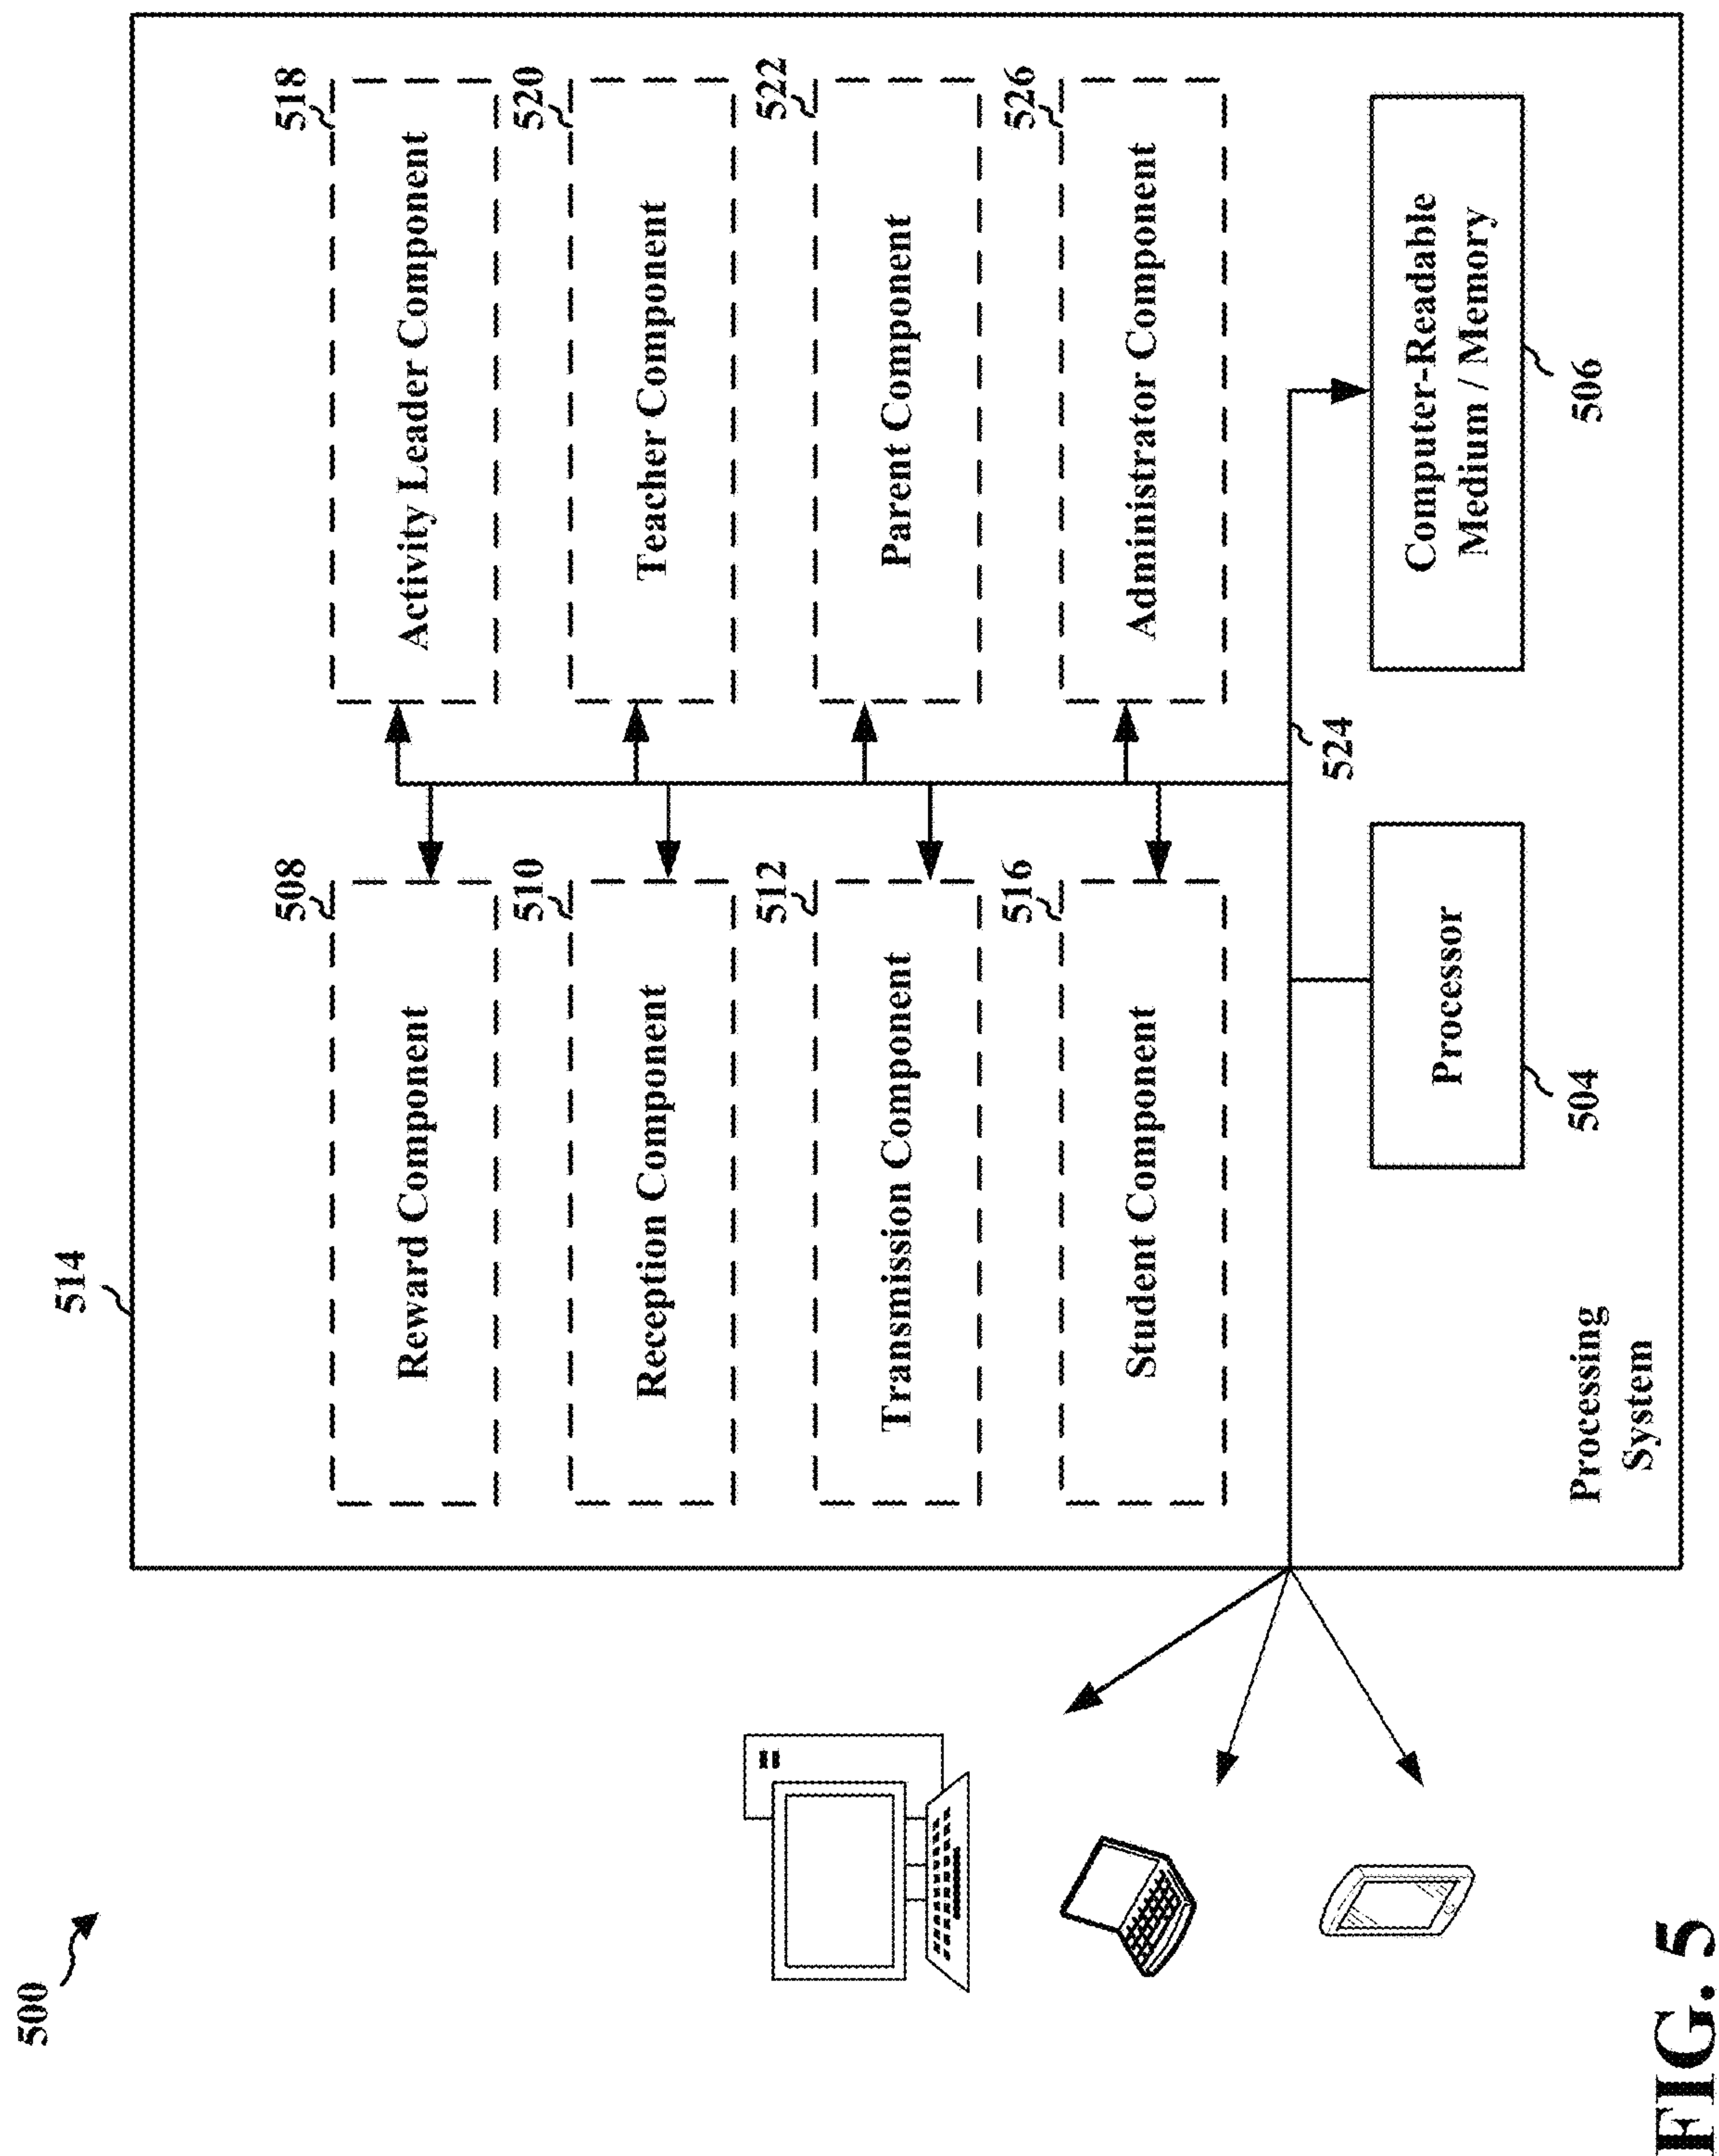 500
514
508
Reward Component
518
Activity Leader Component
510
Reception Component
520
Teacher Component
512
Transmission Component
522
Parent Component
516
Student Component
526
Administrator Component
524
Processor
504
Computer-Readable
Medium / Memory
506
Processing
System
FIG. 5